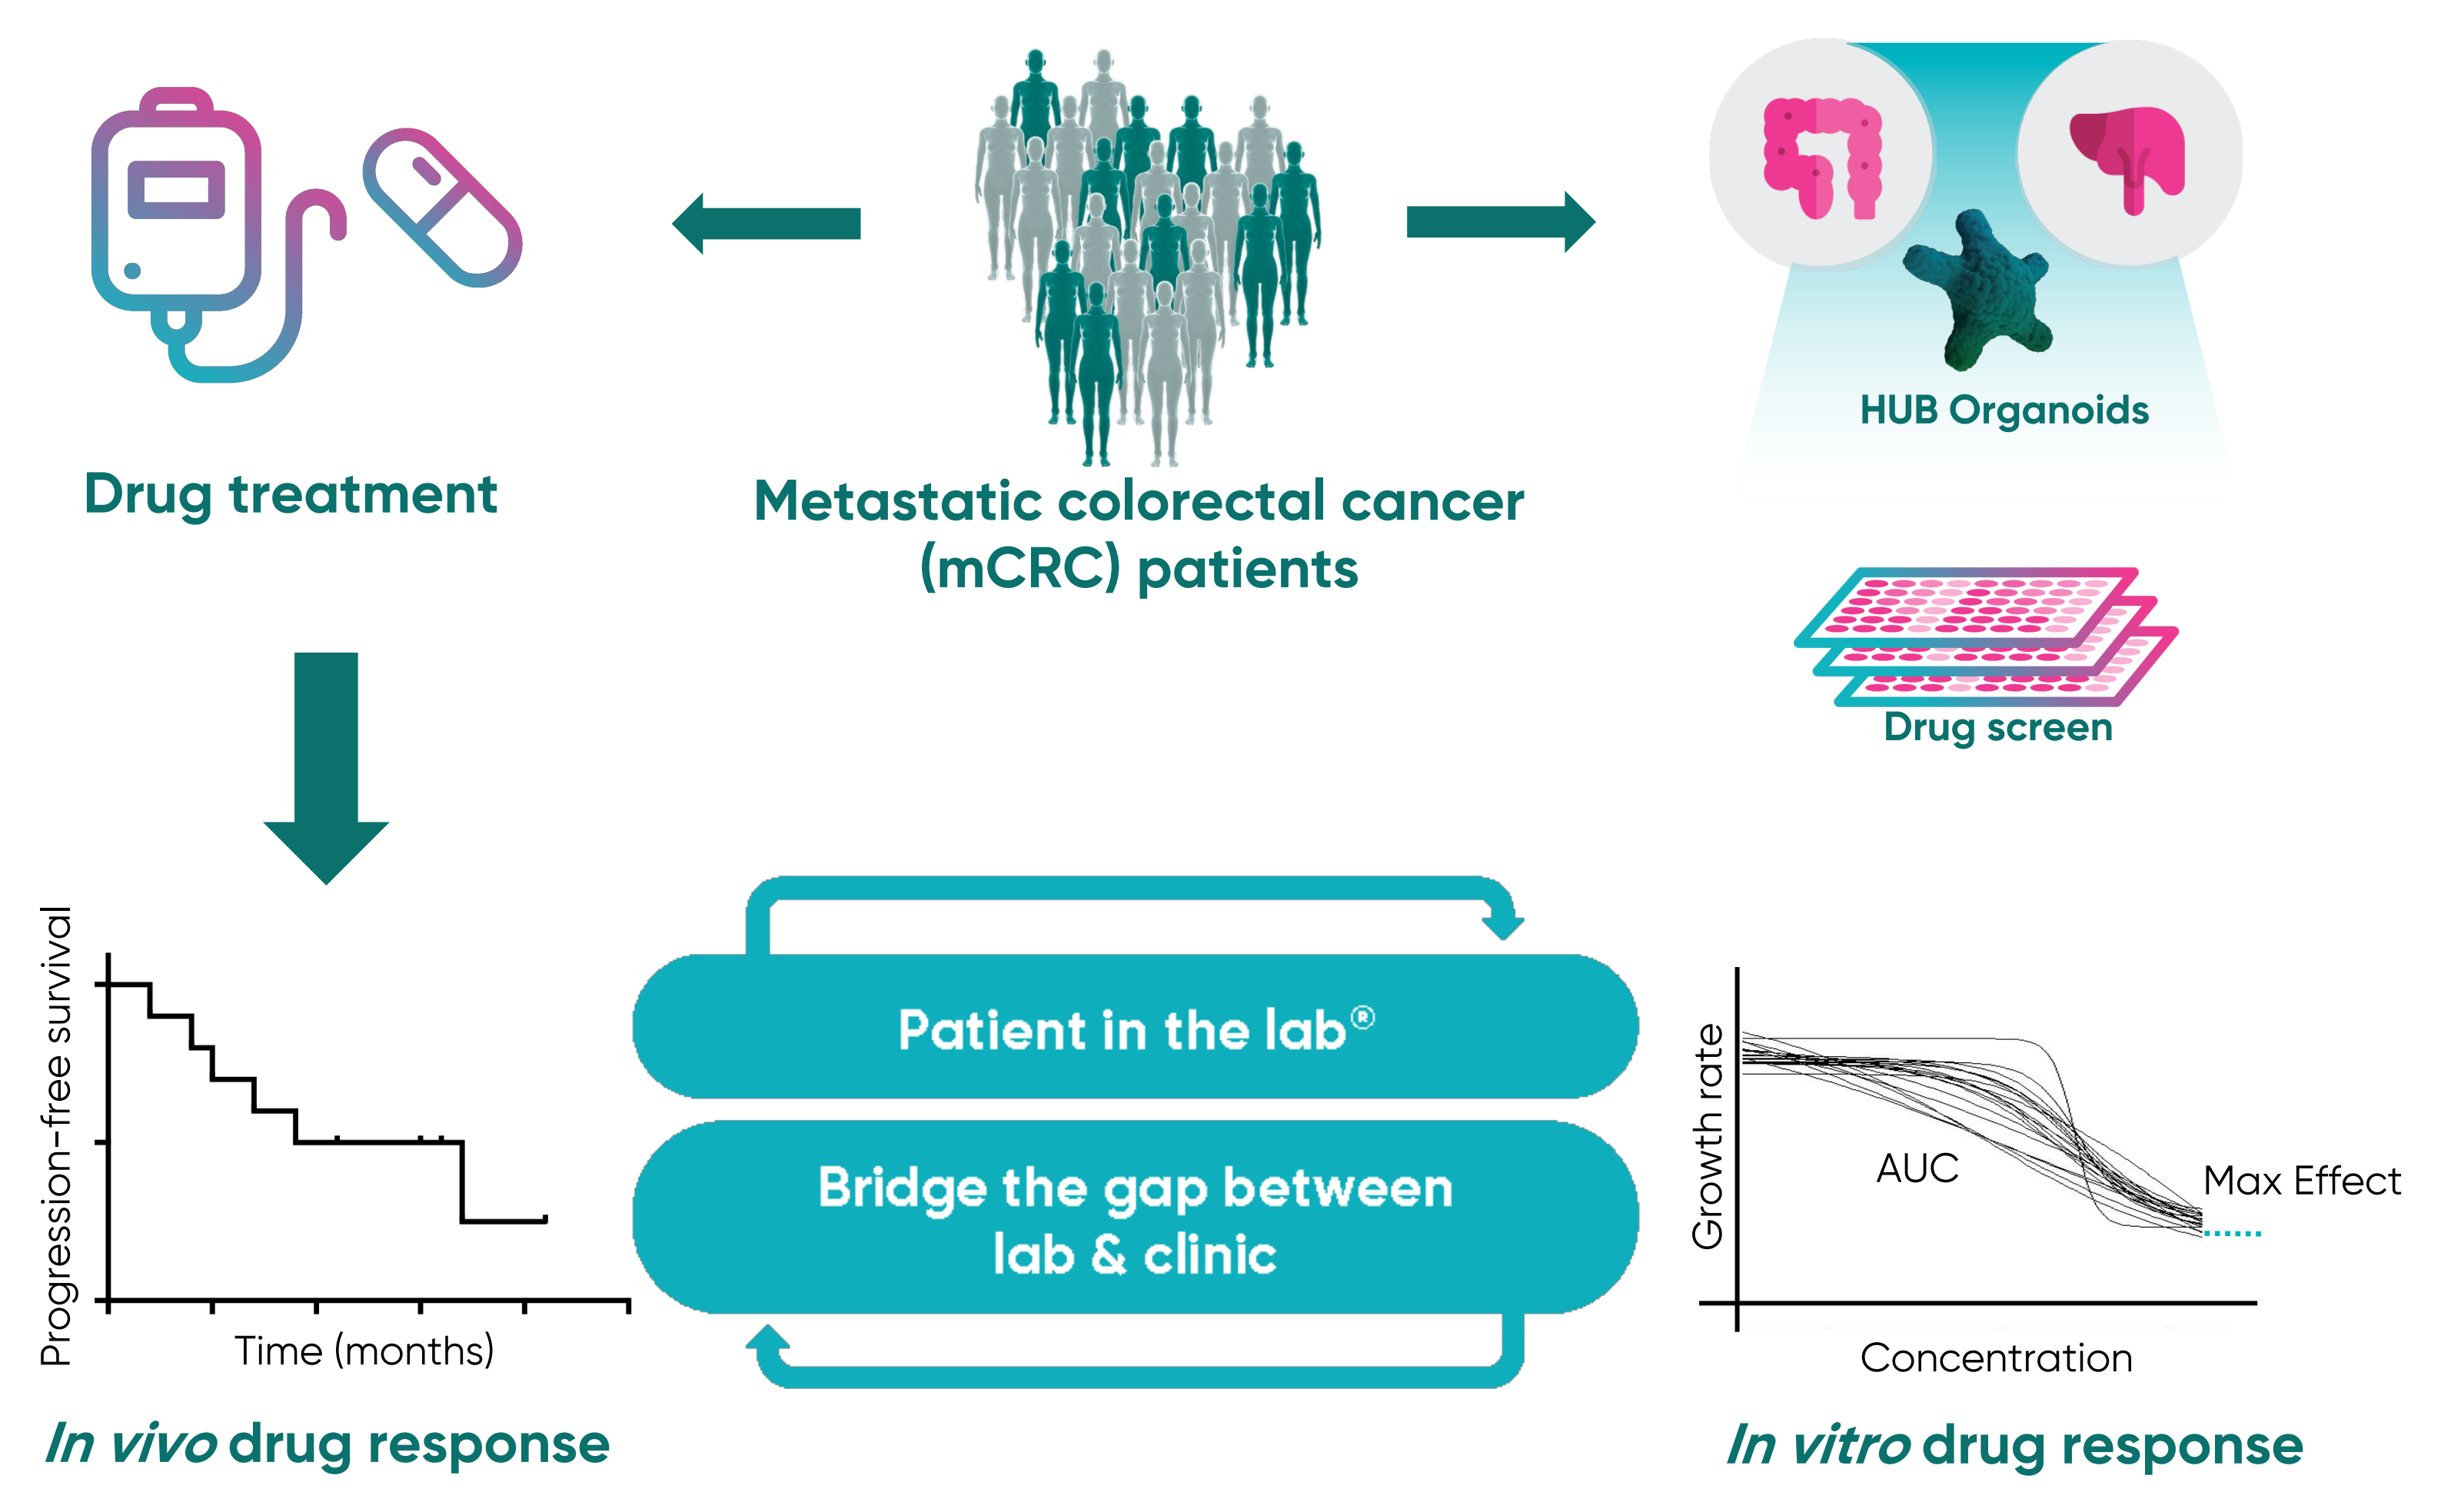 HUB Organoids
Drug treatment
Metastatic colorectal cancer
(mCRC) patients
Drug screen
Progression-free survival
Time (months)
In vivo drug response
Patient in the lab®
Bridge the gap between
lab & clinic
Growth rate
AUC
Max Effect
Concentration
In vitro drug response